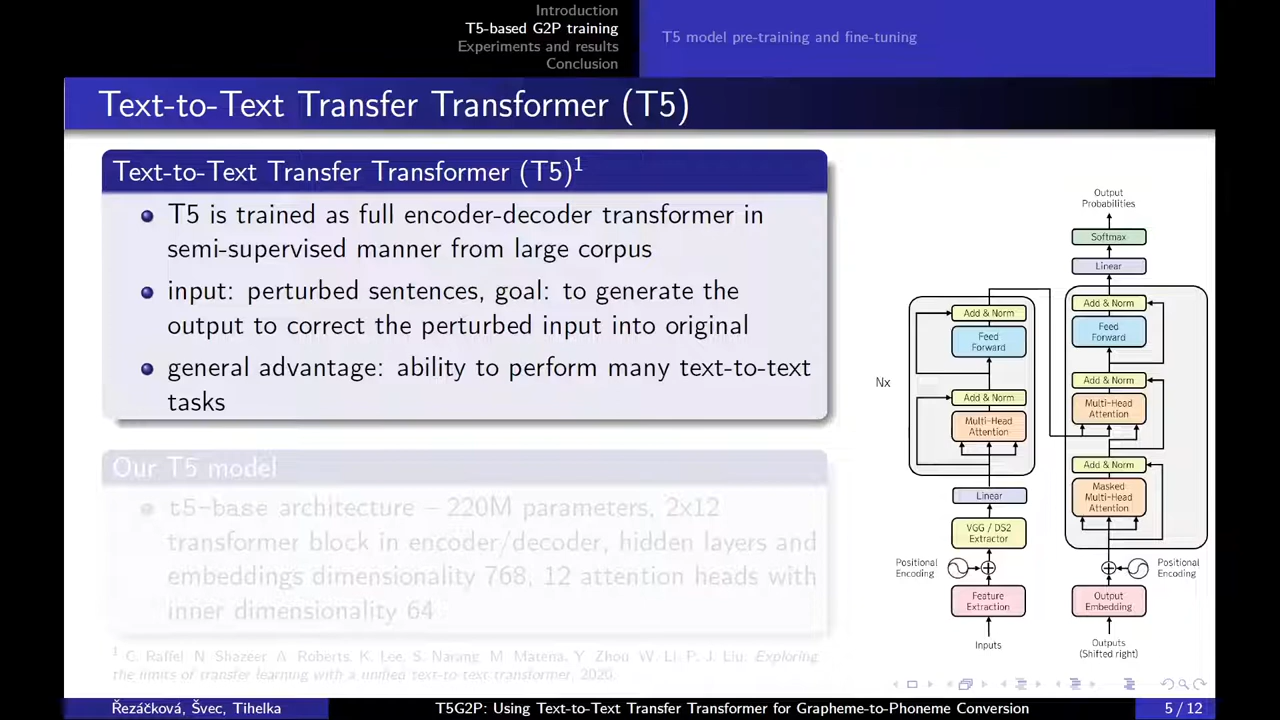 Introduction
T5-based G2P training
Experiments and results
Conclusion
T5 model pre-training and fine-tuning
Text-to-Text Transfer Transformer (T5)
Text-to-Text Transfer Transformer (T5)¹
T5 is trained as full encoder-decoder transformer in
semi-supervised manner from large corpus
input: perturbed sentences, goal: to generate the
output to correct the perturbed input into original
general advantage: ability to perform many text-to-text
tasks
Our T5 model
t5-base architecture – 220M parameters, 2x12
transformer block in encoder/decoder, hidden layers and
embeddings dimensionality 768, 12 attention heads with
inner dimensionality 64
¹ C. Raffel, N. Shazeer, A. Roberts, K. Lee, S. Narang, M. Matena, Y. Zhou, W. Li, P. J. Liu: Exploring
the limits of transfer learning with a unified text-to-text transformer, 2020.
Output
Probabilities
Softmax
Linear
Add & Norm
Feed
Forward
Add & Norm
Multi-Head
Attention
Add & Norm
Masked
Multi-Head
Attention
Positional
Encoding
Output
Embedding
Outputs
(Shifted right)
Nx
Add & Norm
Feed
Forward
Add & Norm
Multi-Head
Attention
Linear
VGG / DS2
Extractor
Positional
Encoding
Feature
Extraction
Inputs
Řezáčková, Švec, Tihelka
T5G2P: Using Text-to-Text Transfer Transformer for Grapheme-to-Phoneme Conversion
5 / 12